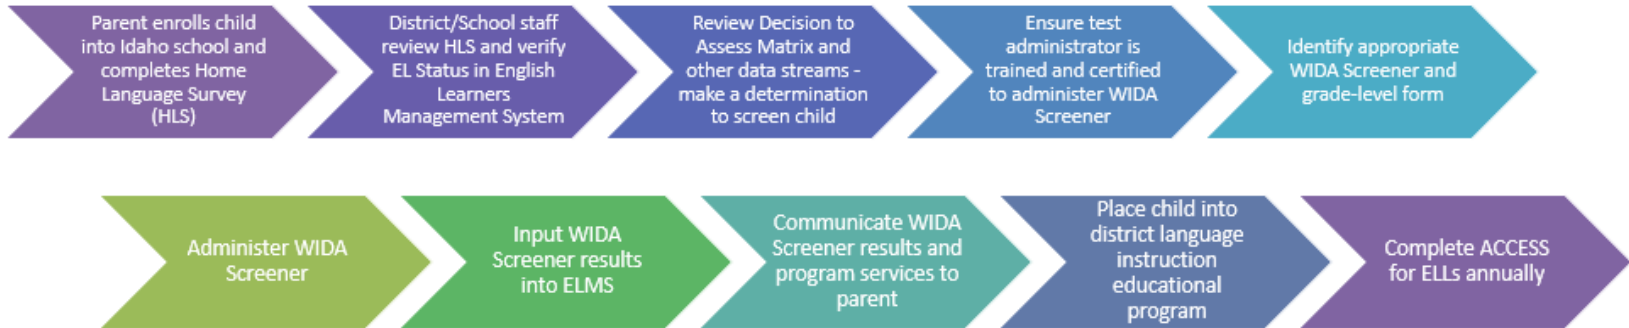 Parent enrolls child
into Idaho school and
completes Home
Language Survey
(HLS)
District/School staff
review HLS and verify
EL Status in English
Learners
Management System
Review Decision to
Assess Matrix and
other data streams -
make a determination
to screen child
Ensure test
administrator is
trained and certified
to administer WIDA
Screener
Identify appropriate
WIDA Screener and
grade-level form
Administer WIDA
Screener
Input WIDA
Screener results
into ELMS
Communicate WIDA
Screener results and
program services to
parent
Place child into
district language
instruction
educational
program
Complete ACCESS
for ELLs annually